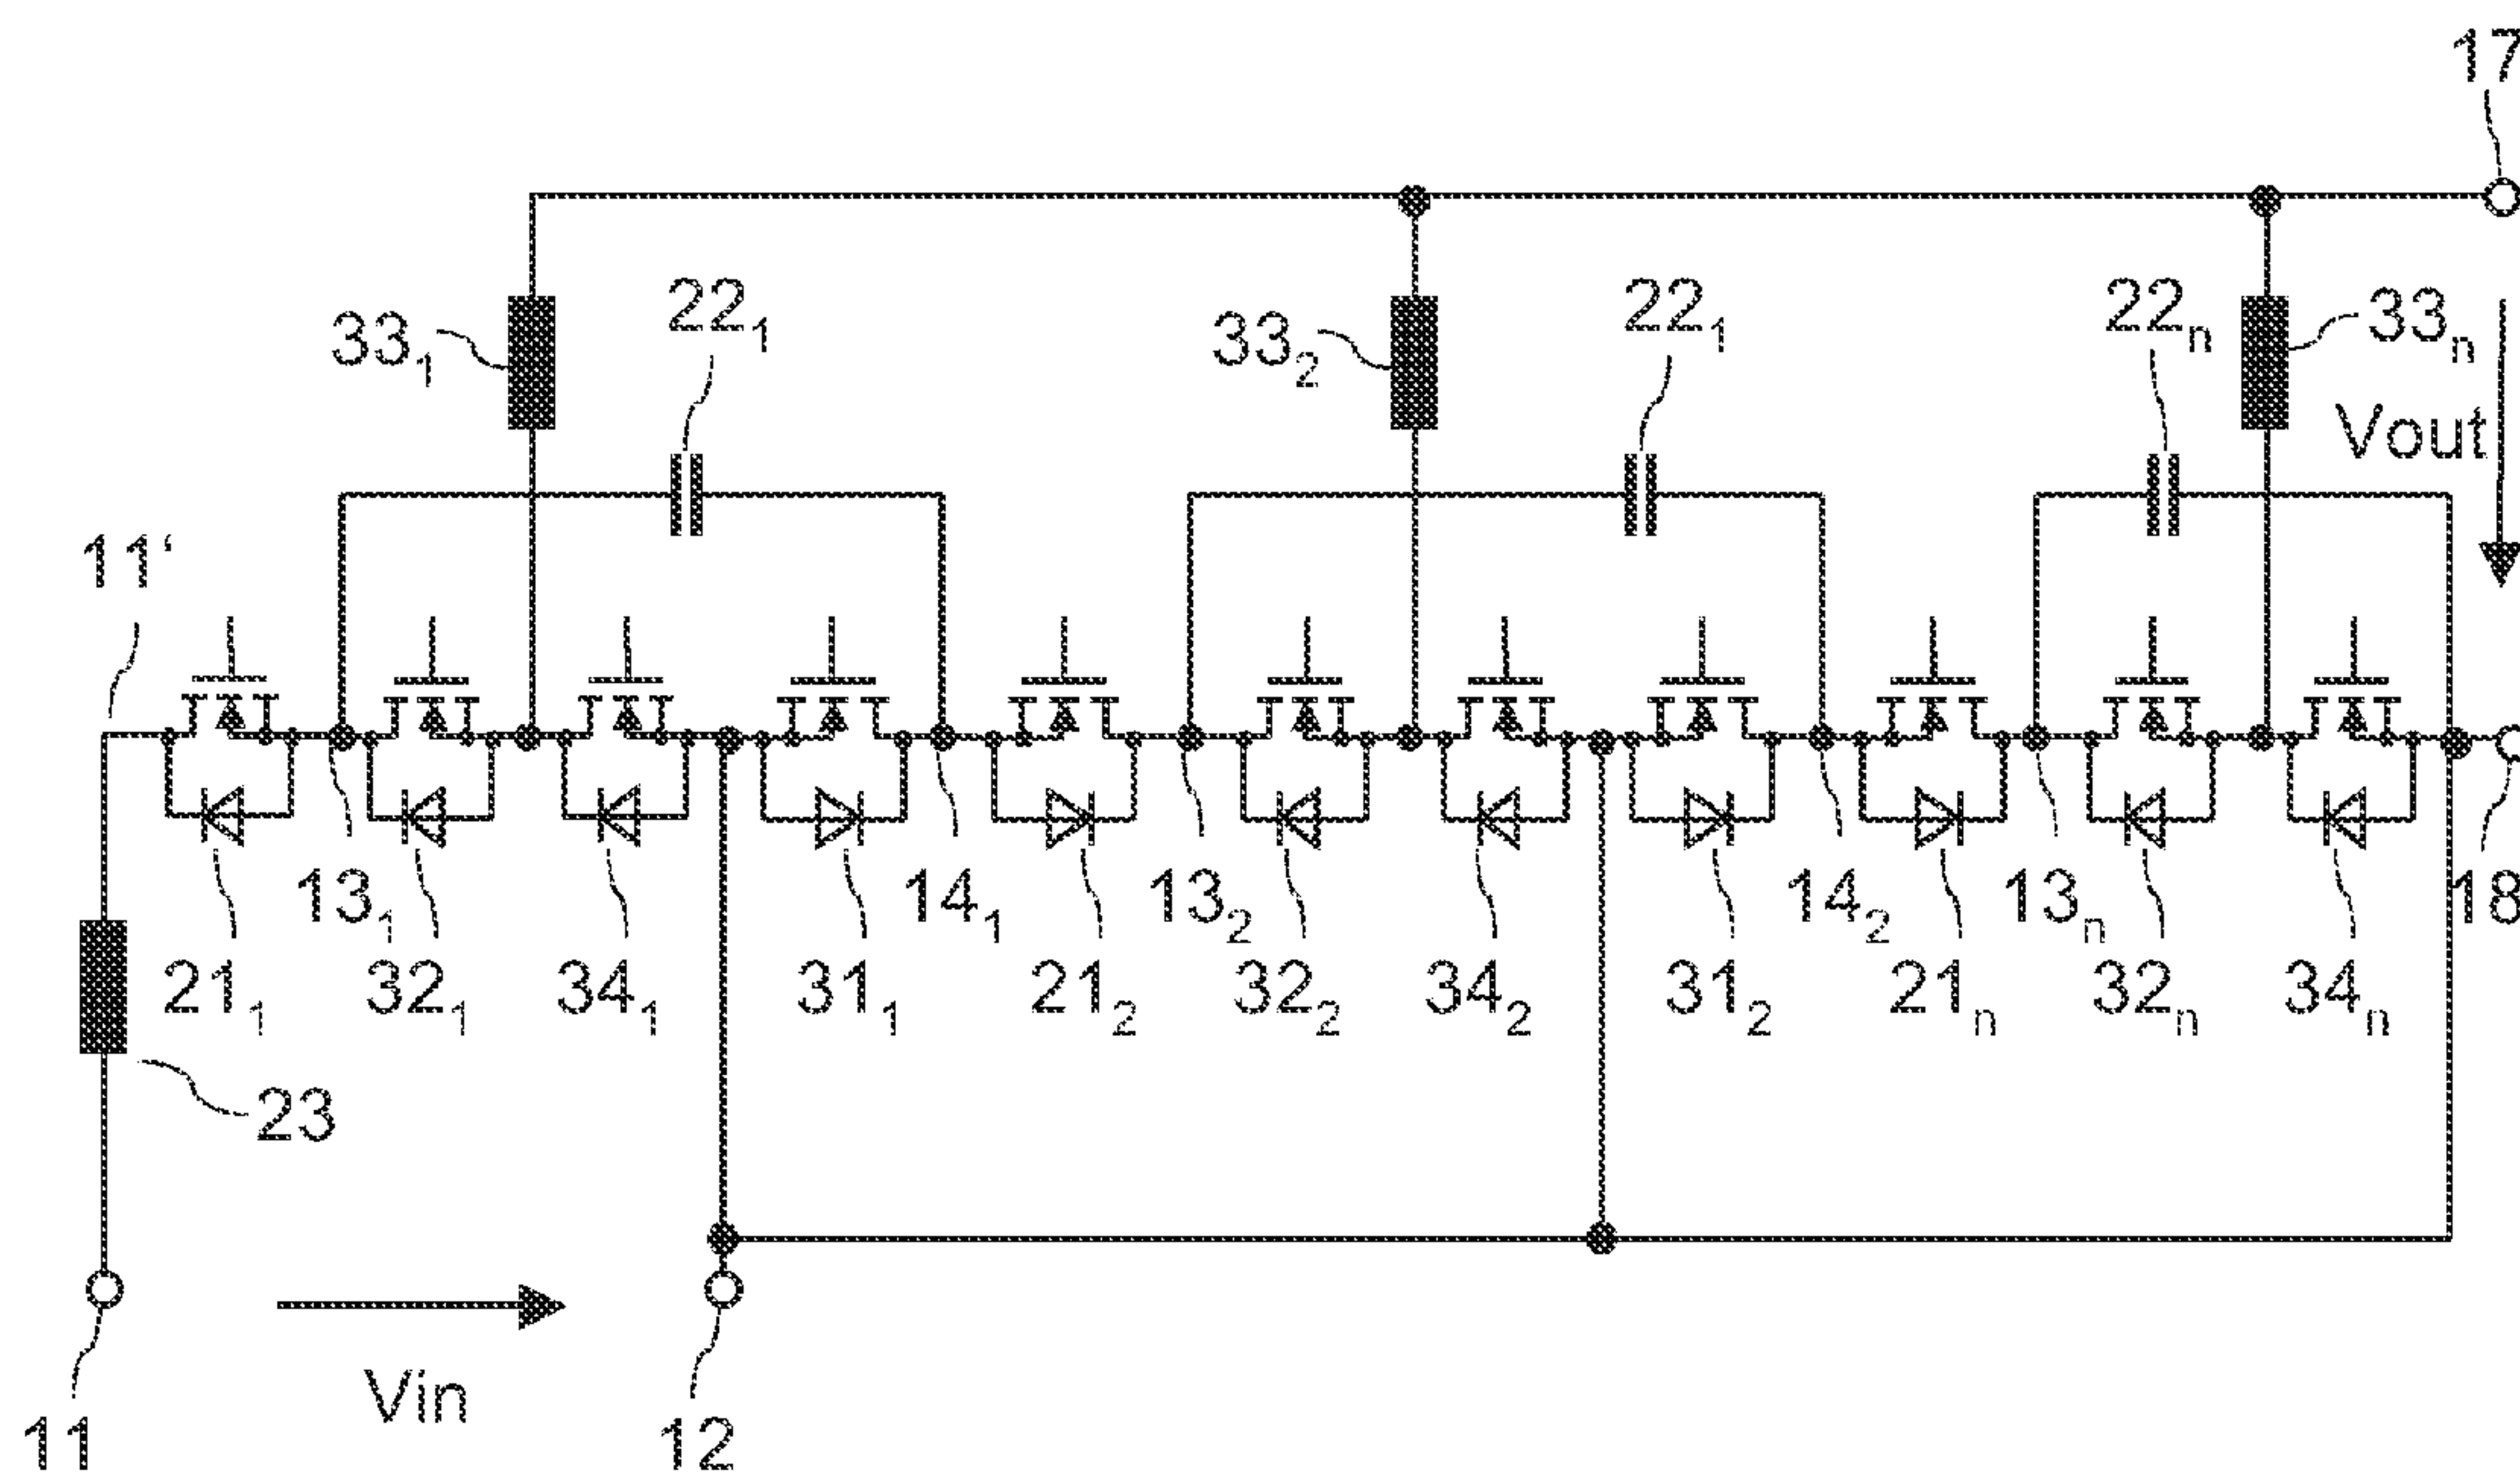 17
33₁
22₁
33₂
22₁
22ₙ
33ₙ
Vout
11‘
13₁
14₁
13₂
14₂
13ₙ
18
21₁
32₁
34₁
31₁
21₂
32₂
34₂
31₂
21ₙ
32ₙ
34ₙ
23
Vin
11
12